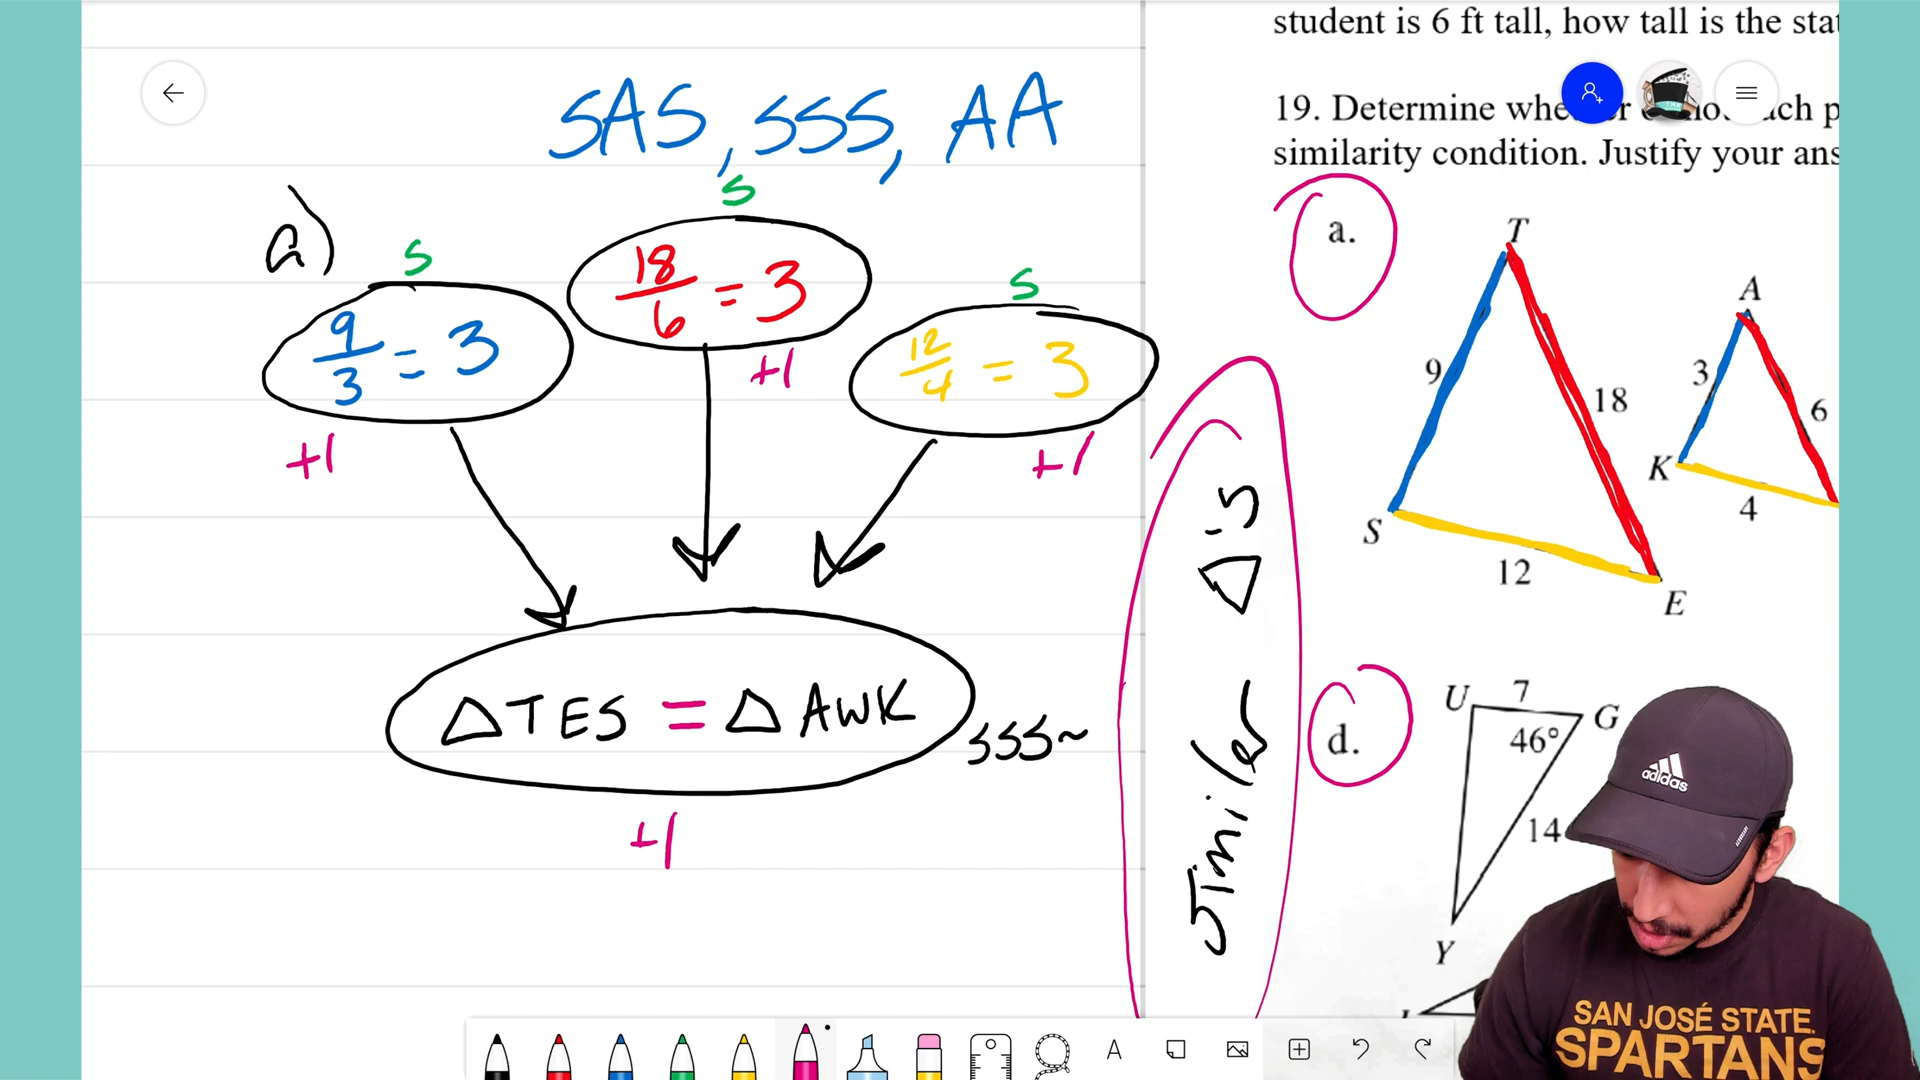 SAS, SSS, AA
a)
S
S
S
9/3 = 3
18/6 = 3
12/4 = 3
+1
+1
+1
△TES = △AWK
SSS~
+1
Similer △'s
student is 6 ft tall, how tall is the sta
19. Determine whe r ach p
similarity condition. Justify your ans
a.
T
9
18
S
12
E
A
3
6
K
4
d.
U
7
G
46°
14
Y
adidas
SAN JOSÉ STATE.
SPARTANS
A